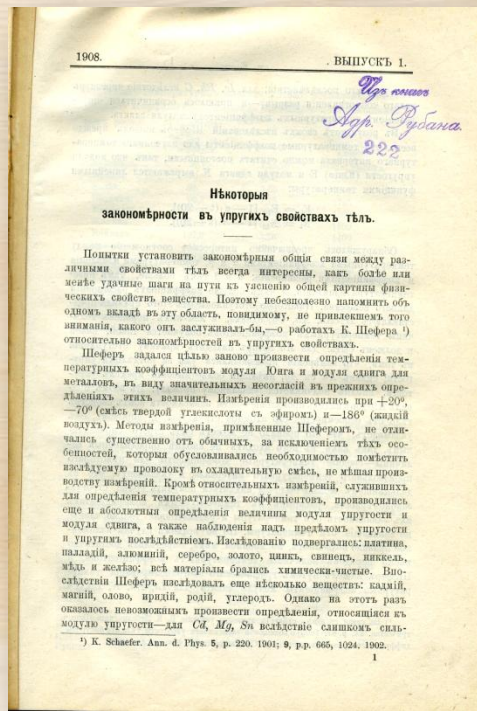 1908.
ВЫПУСКЪ 1.
Изъ книгъ
Адр. Рубана.
222
Нѣкоторыя
закономѣрности въ упругихъ свойствахъ тѣлъ.
Попытки установить закономѣрныя общія связи между раз-
личными свойствами тѣлъ всегда интересны, какъ болѣе или
менѣе удачные шаги на пути къ уясненію общей картины физи-
ческихъ свойствъ вещества. Поэтому небезполезно напомнить объ
одномъ вкладѣ въ эту область, повидимому, не привлекшемъ того
вниманія, какого онъ заслуживалъ-бы,—о работахъ К. Шефера ¹)
относительно закономѣрностей въ упругихъ свойствахъ.
Шеферъ задался цѣлью заново произвести опредѣленія тем-
пературныхъ коэффиціентовъ модуля Юнга и модуля сдвига для
металловъ, въ виду значительныхъ несогласій въ прежнихъ опре-
дѣленіяхъ этихъ величинъ. Измѣренія производились при +20°,
—70° (смѣсь твердой углекислоты съ эфиромъ) и—186° (жидкій
воздухъ). Методы измѣренія, примѣненные Шеферомъ, не отли-
чались существенно отъ обычныхъ, за исключеніемъ тѣхъ осо-
бенностей, которыя обусловливались необходимостью помѣстить
изслѣдуемую проволоку въ охладительную смѣсь, не мѣшая произ-
водству измѣреній. Кромѣ относительныхъ измѣреній, служившихъ
для опредѣленія температурныхъ коэффиціентовъ, производились
еще и абсолютныя опредѣленія величины модуля упругости и
модуля сдвига, а также наблюденія надъ предѣломъ упругости
и упругимъ послѣдѣйствіемъ. Изслѣдованію подвергались: платина,
палладій, алюминій, серебро, золото, цинкъ, свинецъ, никкель,
мѣдь и желѣзо; всѣ матеріалы брались химически-чистые. Впо-
слѣдствіи Шеферъ изслѣдовалъ еще нѣсколько веществъ: кадмій,
магній, олово, иридій, родій, углеродъ. Однако на этотъ разъ
оказалось невозможнымъ произвести опредѣленія, относящіяся къ
модулю упругости—для Cd, Mg, Sn вслѣдствіе слишкомъ силь-
¹) K. Schaefer. Ann. d. Phys. 5, p. 220. 1901; 9, p.p. 665, 1024. 1902.
1